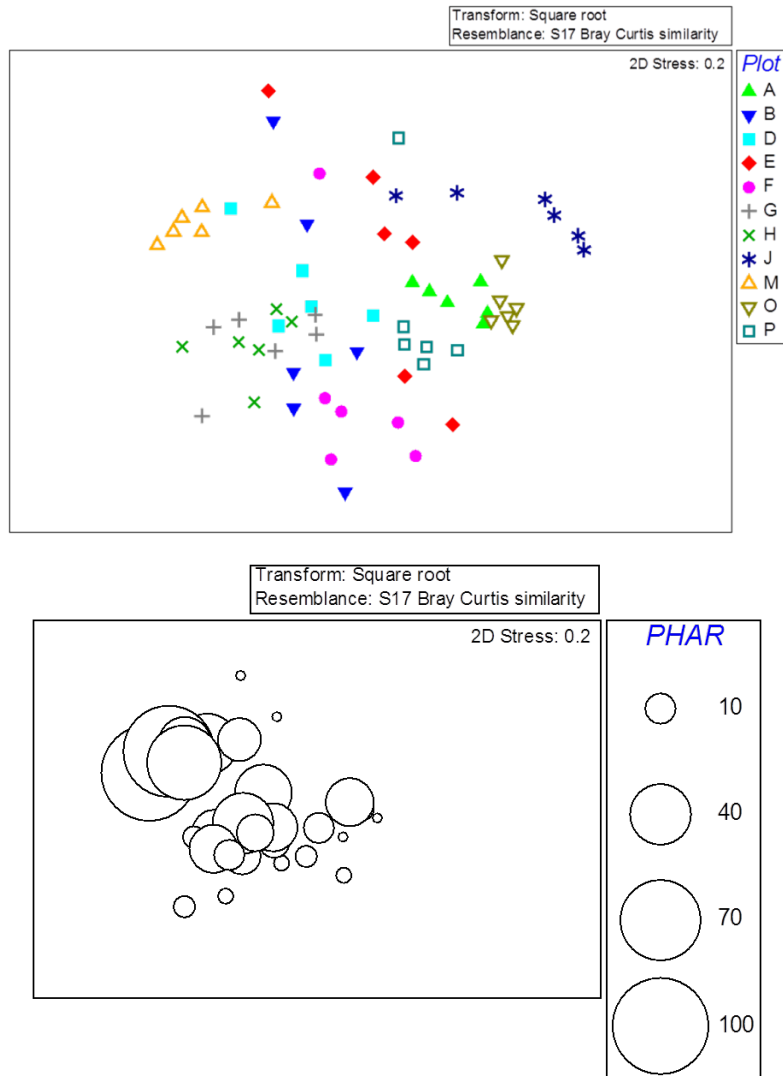 Transform: Square root
Resemblance: S17 Bray Curtis similarity
2D Stress: 0.2
Plot
A
B
D
E
F
G
H
J
M
O
P
Transform: Square root
Resemblance: S17 Bray Curtis similarity
2D Stress: 0.2
PHAR
10
40
70
100